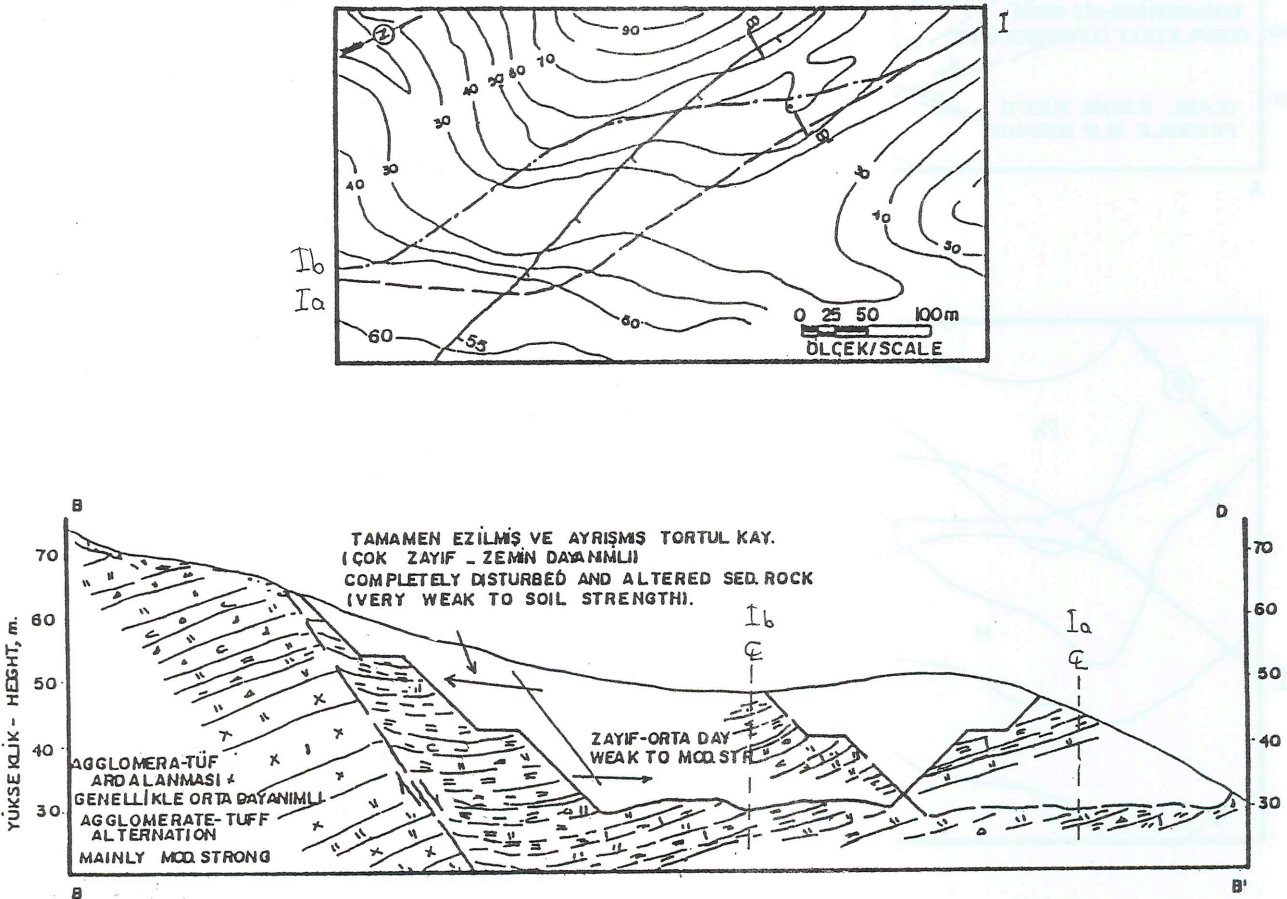 I
N
90
70
60
50
40
30
40
30
B
B'
30
40
50
Ib
Ia
60
55
50
0 25 50 100m
ÖLÇEK/SCALE
B
D
TAMAMEN EZİLMİŞ VE AYRIŞMIŞ TORTUL KAY.
(ÇOK ZAYIF - ZEMİN DAYANIMLI)
COMPLETELY DISTURBED AND ALTERED SED. ROCK
(VERY WEAK TO SOIL STRENGTH).
YÜKSEKLİK - HEIGHT, m.
70
60
50
40
30
Ib
Ia
70
60
50
40
30
ZAYIF-ORTA DAY
WEAK TO MOD. STR.
AGGLOMERA-TÜF
ARDALANMASI
GENELLİKLE ORTA DAYANIMLI
AGGLOMERATE-TUFF
ALTERNATION
MAINLY MOD. STRONG
B
B'